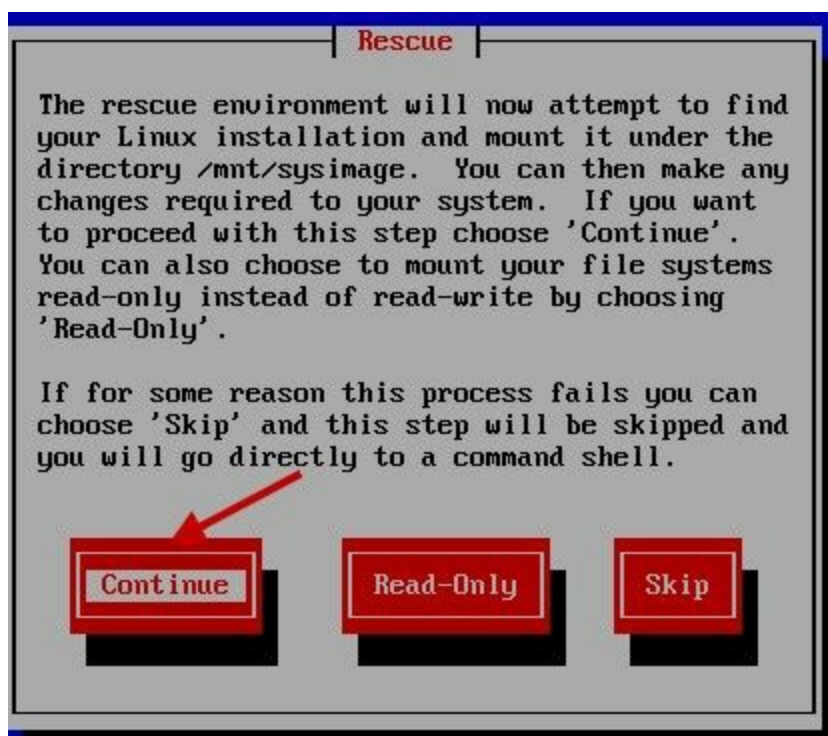 Rescue
The rescue environment will now attempt to find
your Linux installation and mount it under the
directory /mnt/sysimage.  You can then make any
changes required to your system.  If you want
to proceed with this step choose 'Continue'.
You can also choose to mount your file systems
read-only instead of read-write by choosing
'Read-Only'.
If for some reason this process fails you can
choose 'Skip' and this step will be skipped and
you will go directly to a command shell.
Continue Read-Only Skip